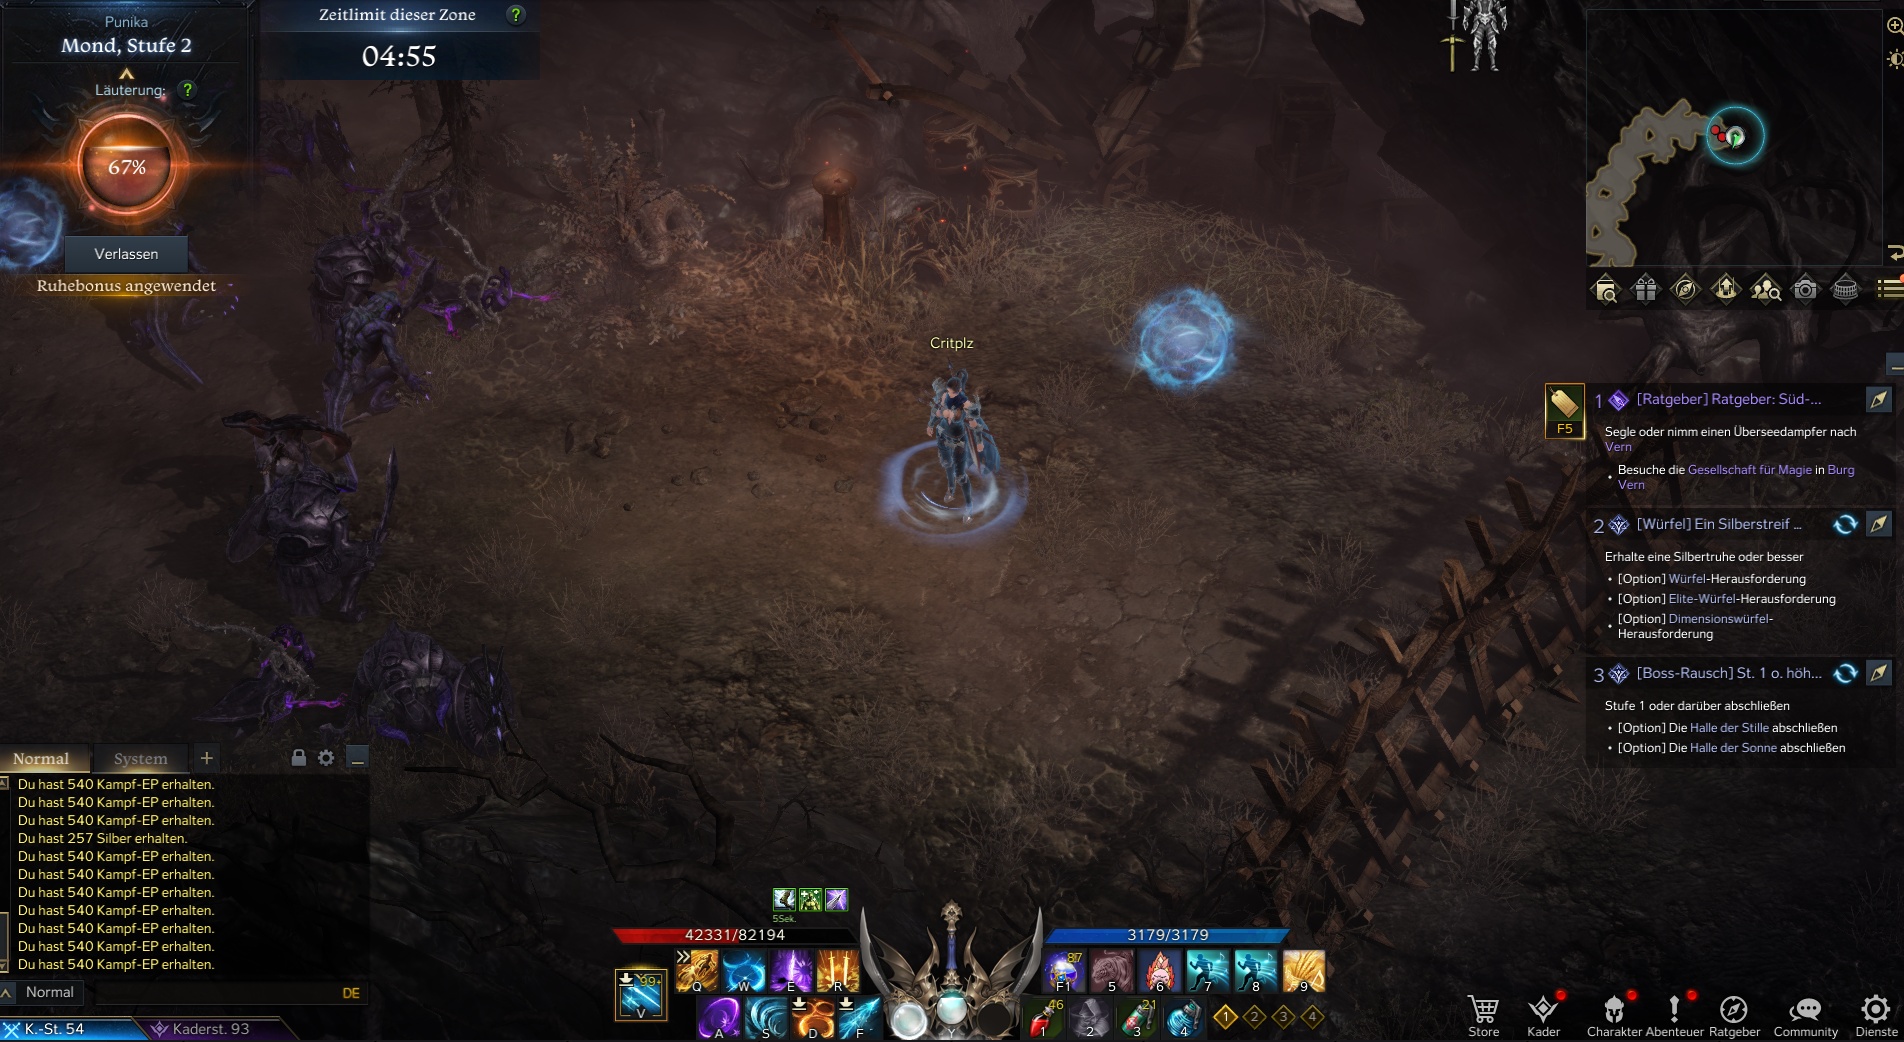 Punika
Mond, Stufe 2
Läuterung: ?
67%
Verlassen
Ruhebonus angewendet
Zeitlimit dieser Zone ?
04:55
Critplz
F5
1 [Ratgeber] Ratgeber: Süd-...
Segle oder nimm einen Überseedampfer nach
Vern
• Besuche die Gesellschaft für Magie in Burg
Vern
2 [Würfel] Ein Silberstreif ...
Erhalte eine Silbertruhe oder besser
• [Option] Würfel-Herausforderung
• [Option] Elite-Würfel-Herausforderung
• [Option] Dimensionswürfel-
Herausforderung
3 [Boss-Rausch] St. 1 o. höh...
Stufe 1 oder darüber abschließen
• [Option] Die Halle der Stille abschließen
• [Option] Die Halle der Sonne abschließen
Normal System +
Du hast 540 Kampf-EP erhalten.
Du hast 540 Kampf-EP erhalten.
Du hast 540 Kampf-EP erhalten.
Du hast 257 Silber erhalten.
Du hast 540 Kampf-EP erhalten.
Du hast 540 Kampf-EP erhalten.
Du hast 540 Kampf-EP erhalten.
Du hast 540 Kampf-EP erhalten.
Du hast 540 Kampf-EP erhalten.
Du hast 540 Kampf-EP erhalten.
Du hast 540 Kampf-EP erhalten.
Normal DE
K.-St. 54 Kaderst. 93
5Sek.
42331/82194 3179/3179
99+ 87
V Q W E R F1 5 6 7 8 9
46 21
A S D F Y 1 2 3 4 1 2 3 4
Store Kader Charakter Abenteuer Ratgeber Community Dienste